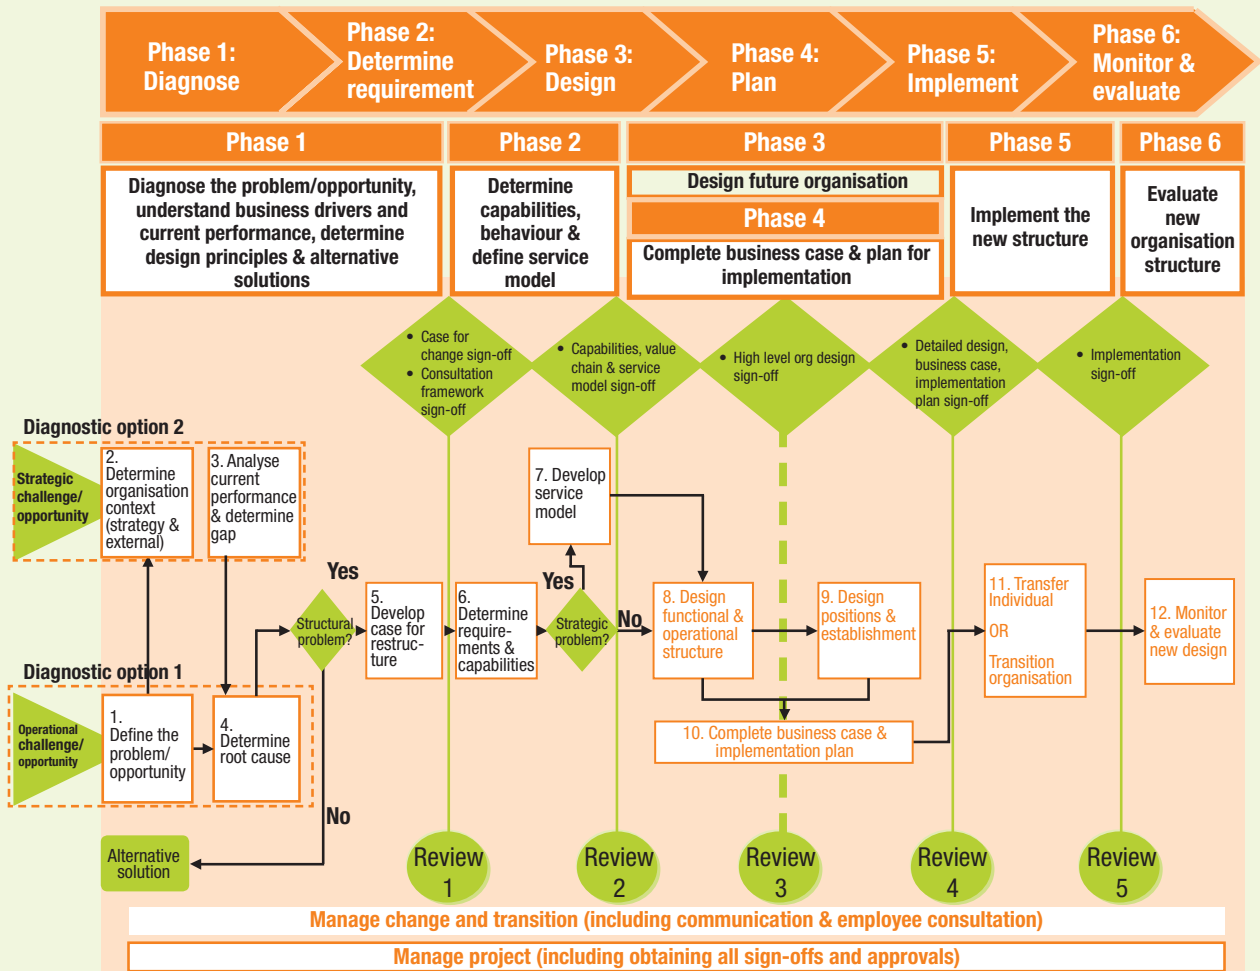 Phase 1:
Diagnose
Phase 2:
Determine
requirement
Phase 3:
Design
Phase 4:
Plan
Phase 5:
Implement
Phase 6:
Monitor &
evaluate
Phase 1
Phase 2
Phase 3
Phase 5
Phase 6
Diagnose the problem/opportunity,
understand business drivers and
current performance, determine
design principles & alternative
solutions
Determine
capabilities,
behaviour &
define service
model
Design future organisation
Phase 4
Complete business case & plan for
implementation
Implement the
new structure
Evaluate
new
organisation
structure
• Case for
change sign-off
• Consultation
framework
sign-off
• Capabilities, value
chain & service
model sign-off
• High level org design
sign-off
• Detailed design,
business case,
implementation
plan sign-off
• Implementation
sign-off
Diagnostic option 2
Strategic
challenge/
opportunity
2.
Determine
organisation
context
(strategy &
external)
3. Analyse
current
performance
& determine
gap
7. Develop
service
model
Yes
Structural
problem?
5.
Develop
case for
restruc-
ture
6.
Determine
require-
ments &
capabilities
Yes
Strategic
problem?
No
8. Design
functional &
operational
structure
9. Design
positions &
establishment
11. Transfer
Individual
OR
Transition
organisation
12. Monitor
& evaluate
new design
Diagnostic option 1
Operational
challenge/
opportunity
1.
Define the
problem/
opportunity
4.
Determine
root cause
10. Complete business case &
implementation plan
No
Alternative
solution
Review
1
Review
2
Review
3
Review
4
Review
5
Manage change and transition (including communication & employee consultation)
Manage project (including obtaining all sign-offs and approvals)